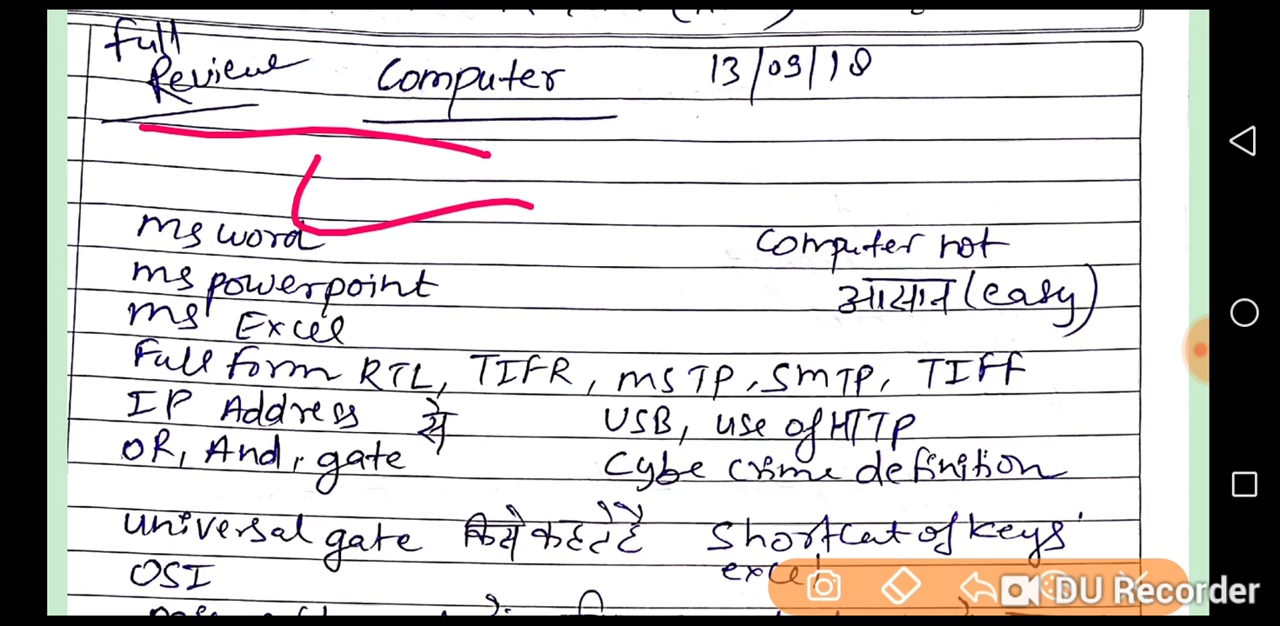 Full
Review Computer 13/09/18
MS word Computer not
MS powerpoint आसान (easy)
MS Excel
Full form RTL, TIFR, MSTP, SMTP, TIFF
IP Address ये USB, use of HTTP
OR, And, gate Cybe crime definition
universal gate किसे कहते हैं Shortcut of keys
OSI excel
DU Recorder